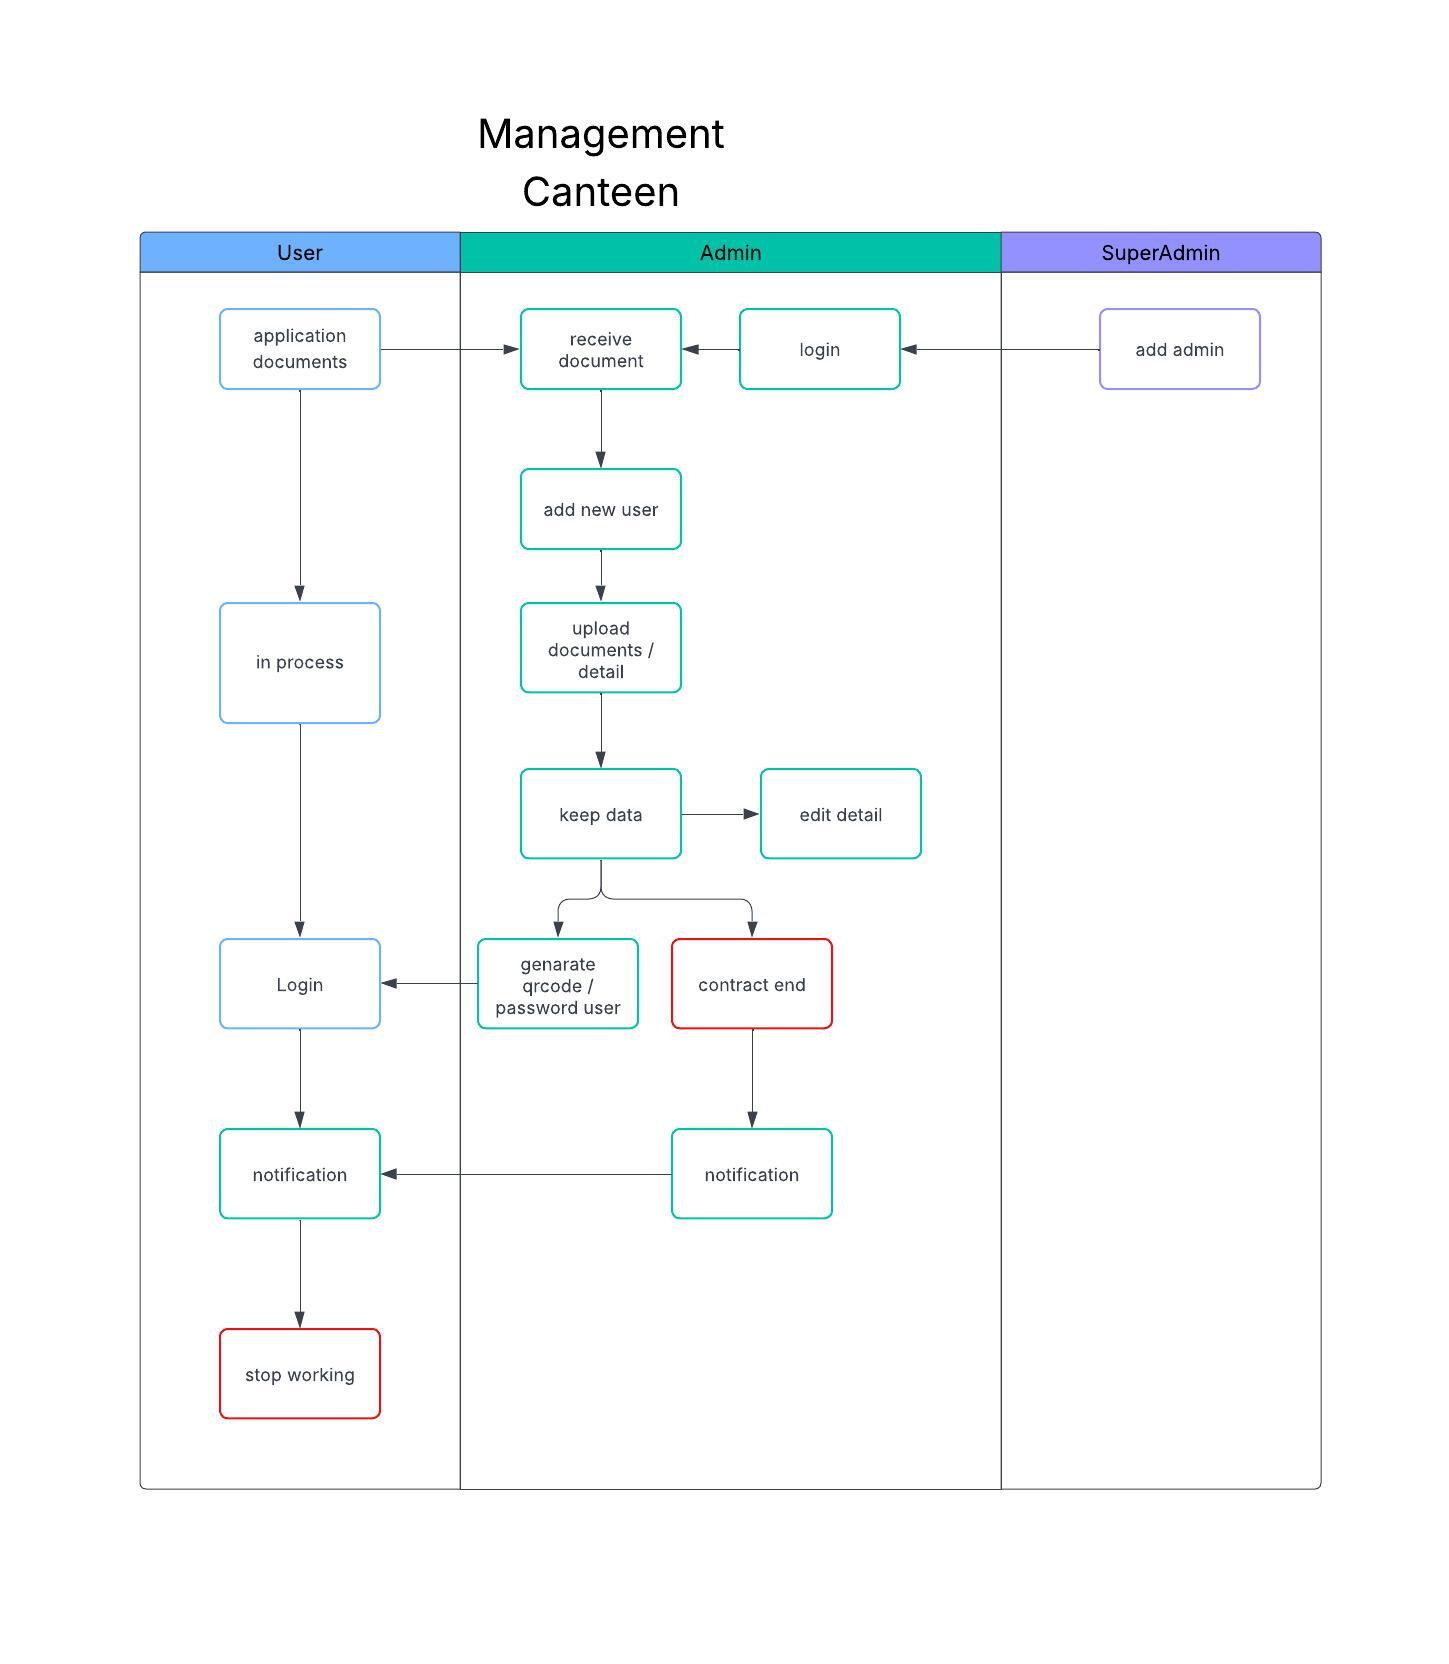 Management
Canteen
User
Admin
SuperAdmin
application
documents
receive
document
login
add admin
add new user
in process
upload
documents /
detail
keep data
edit detail
Login
genarate
qrcode /
password user
contract end
notification
notification
stop working